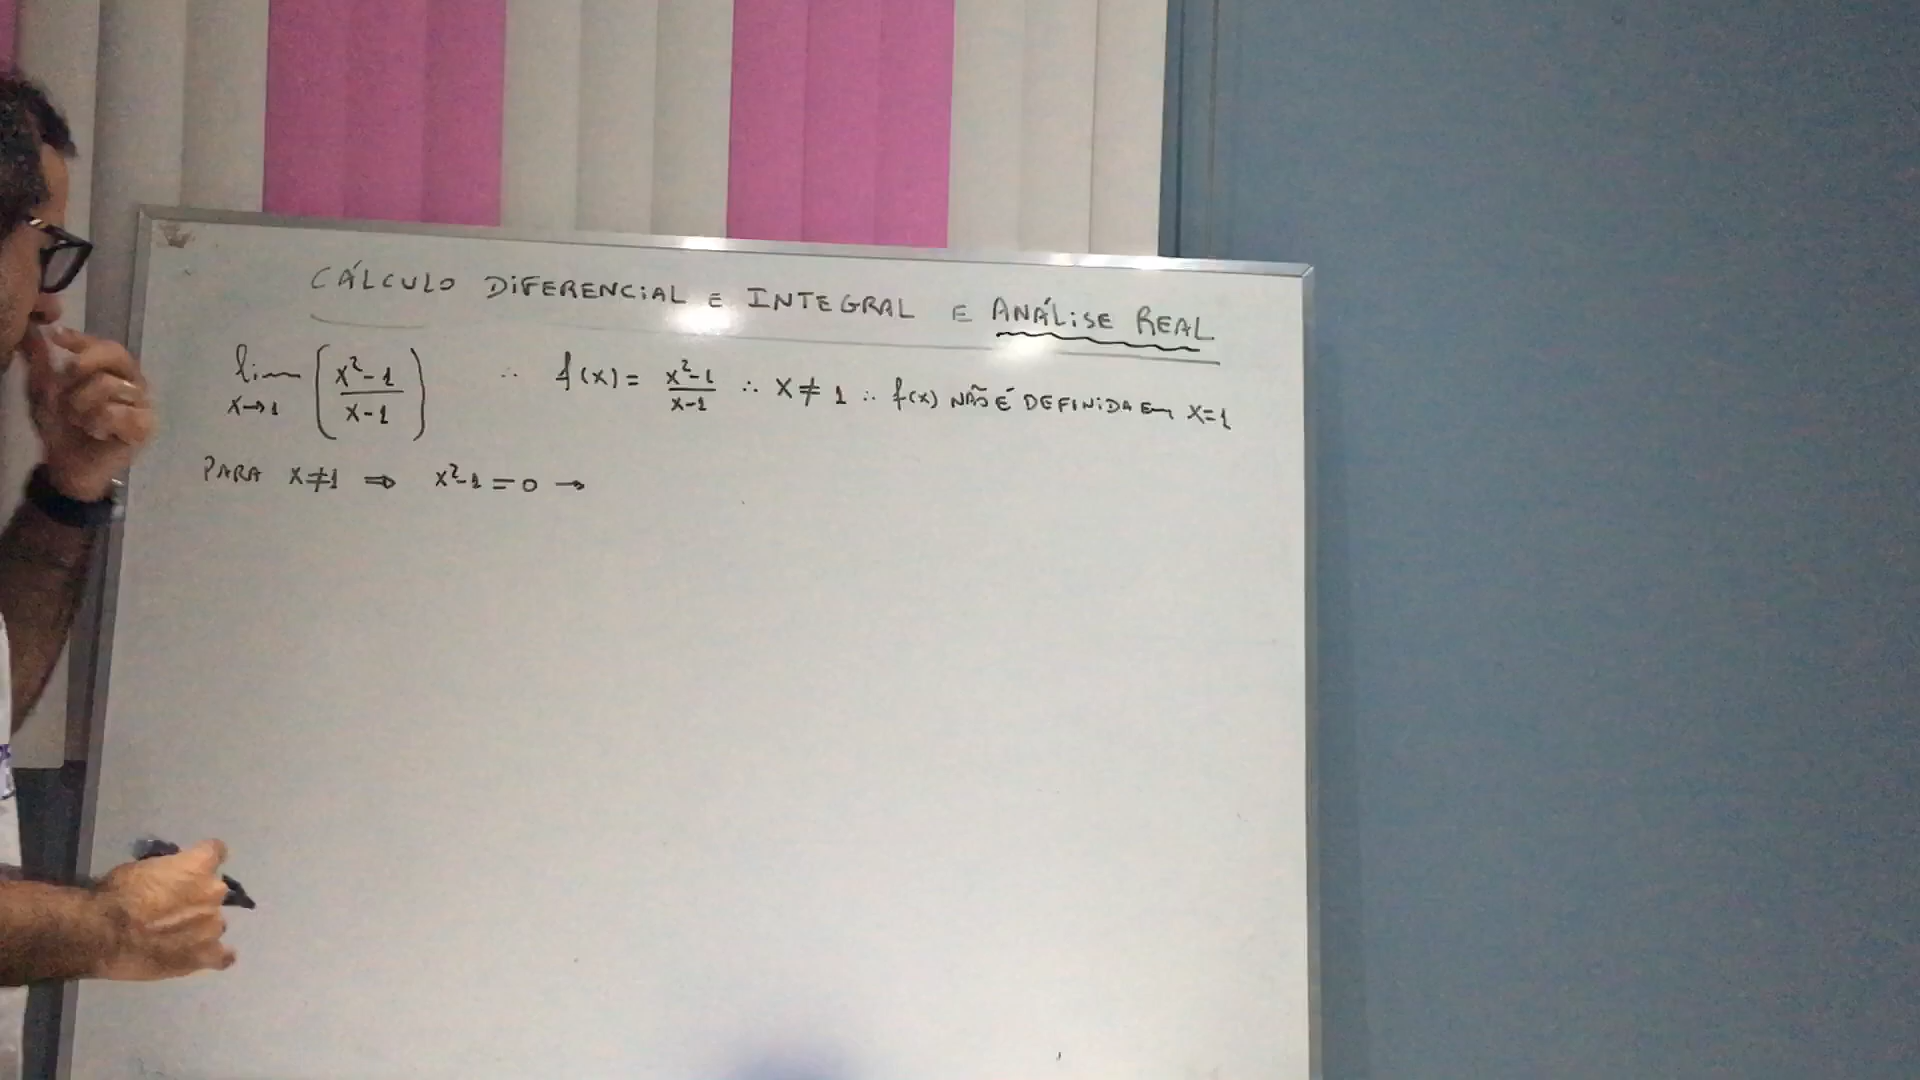 CÁLCULO DIFERENCIAL E INTEGRAL E ANÁLISE REAL
lim x→1 (x²-1 / x-1) ∴ f(x) = x²-1 / x-1 ∴ x ≠ 1 ∴ f(x) NÃO É DEFINIDA EM X=1
PARA X≠1 ⇒ x²-1 = 0 →